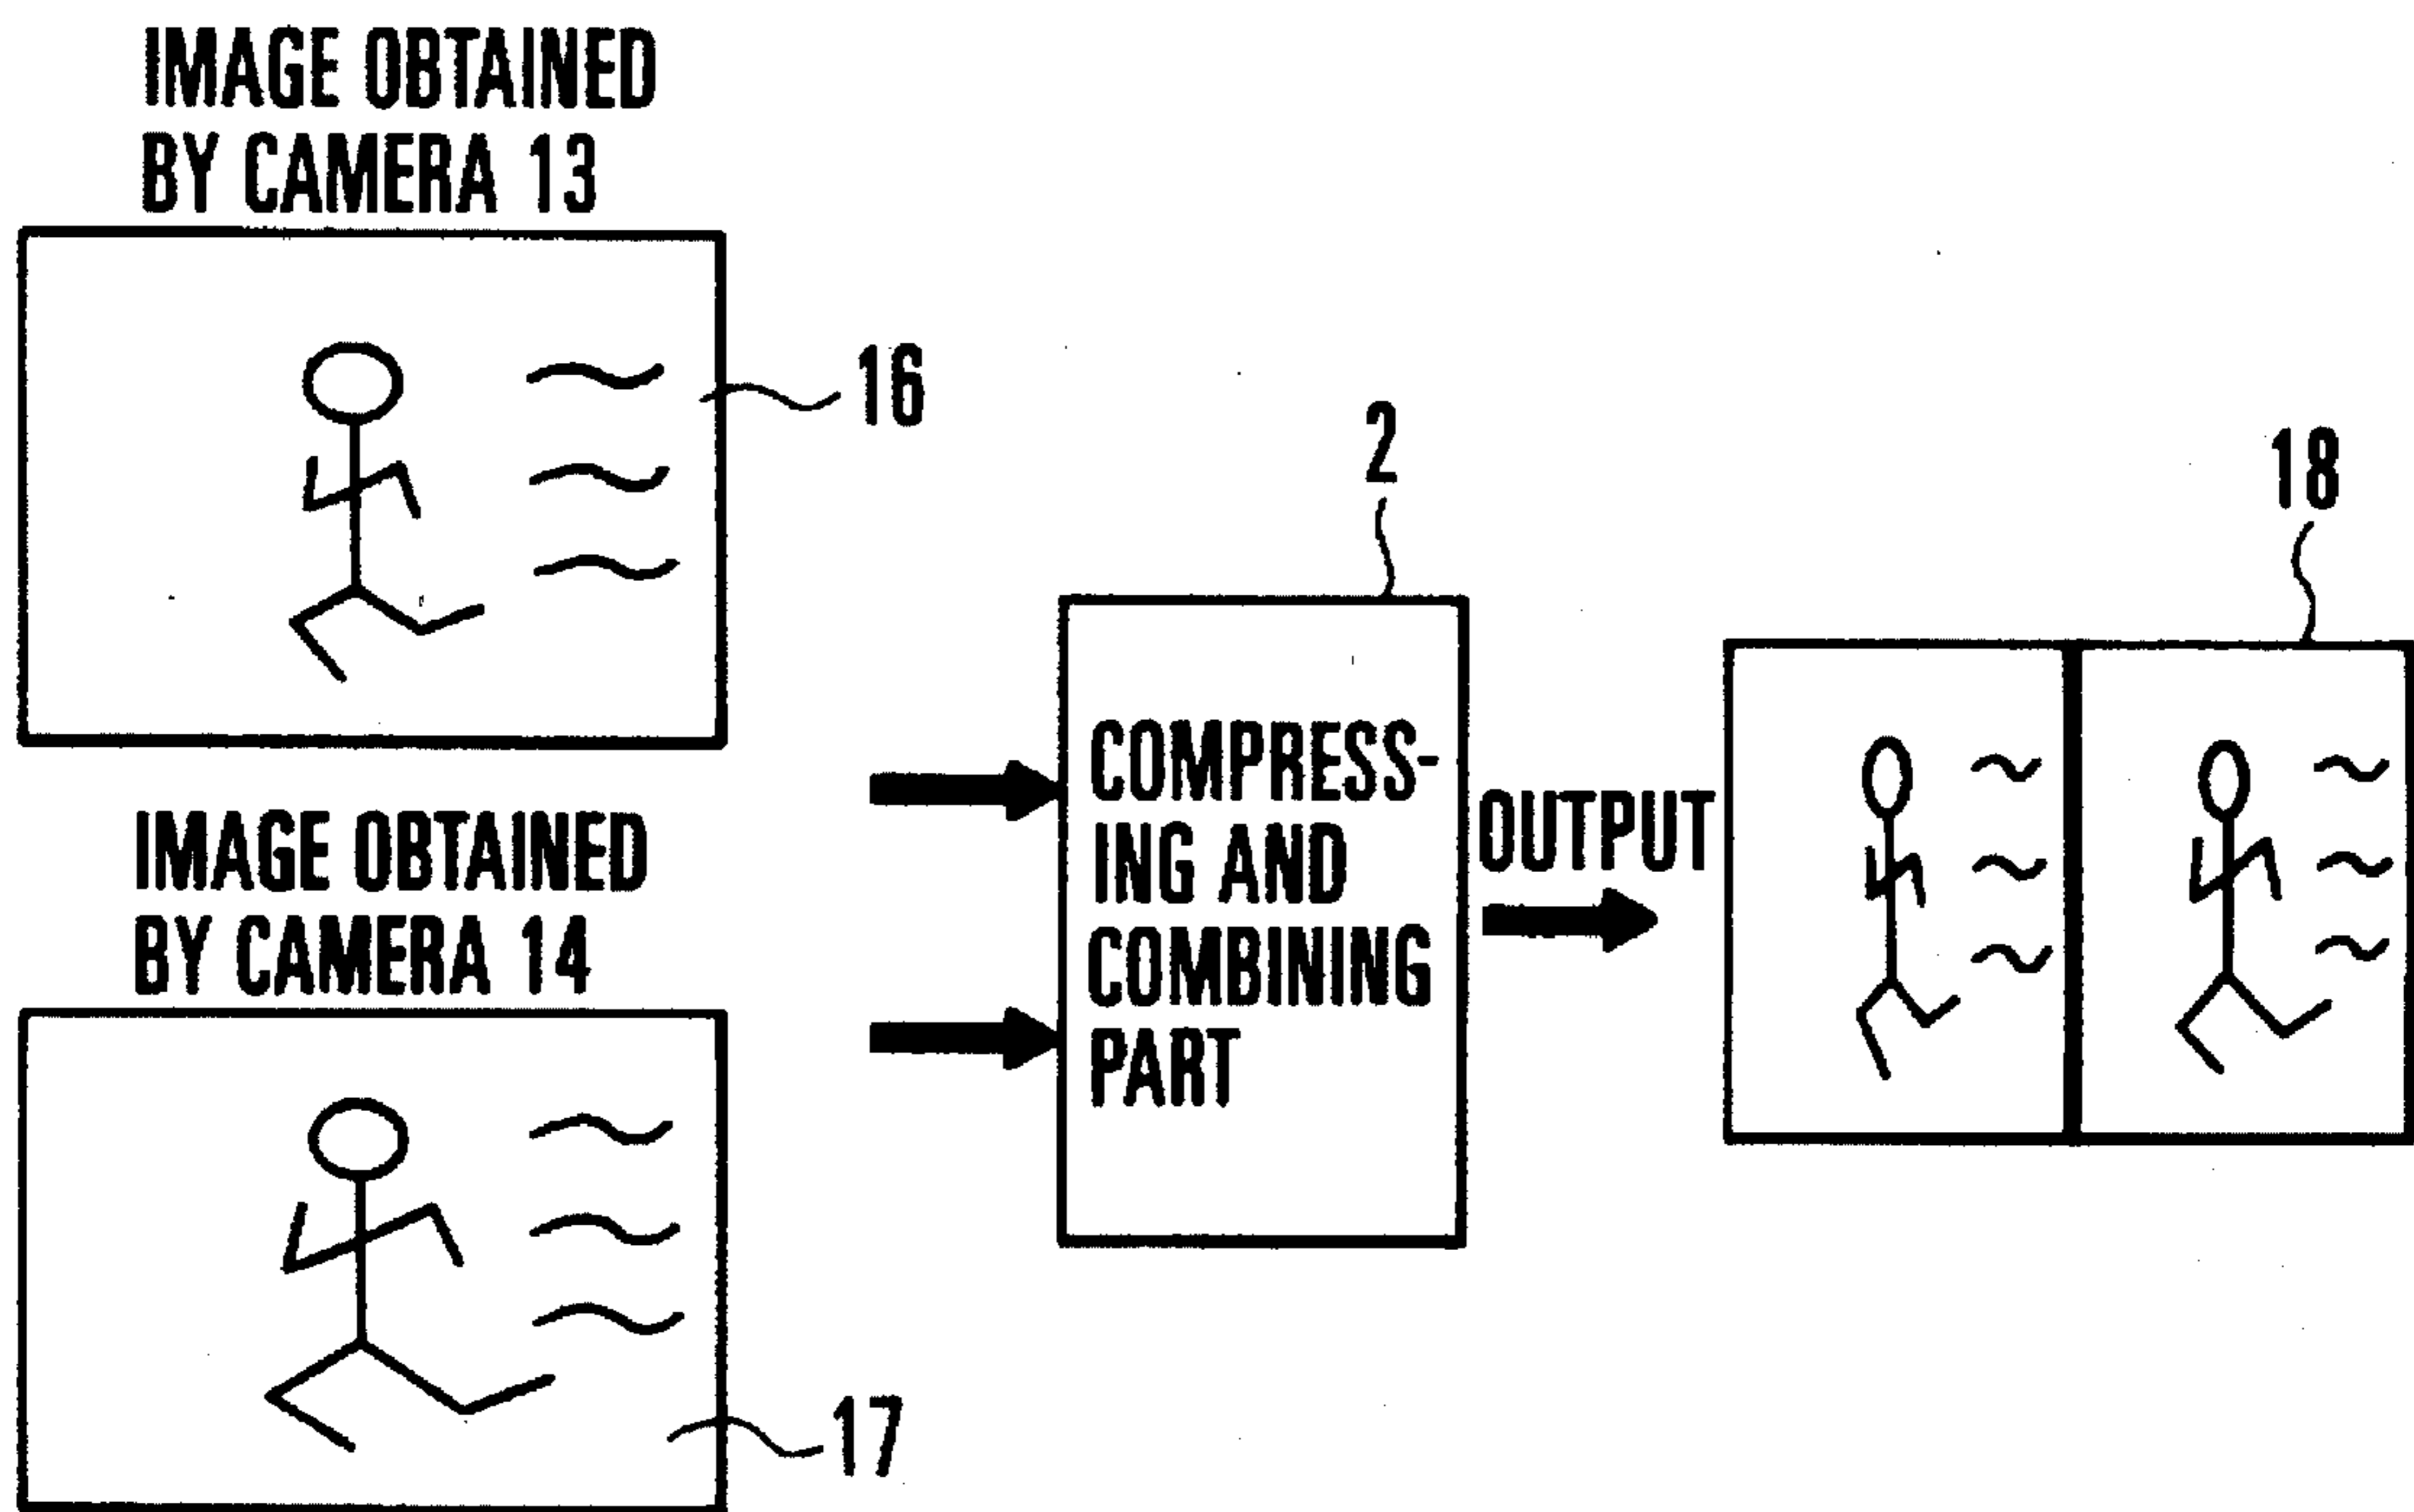 IMAGE OBTAINED
BY CAMERA 13
16
IMAGE OBTAINED
BY CAMERA 14
17
2
COMPRESS-
ING AND
COMBINING
PART
OUTPUT
18